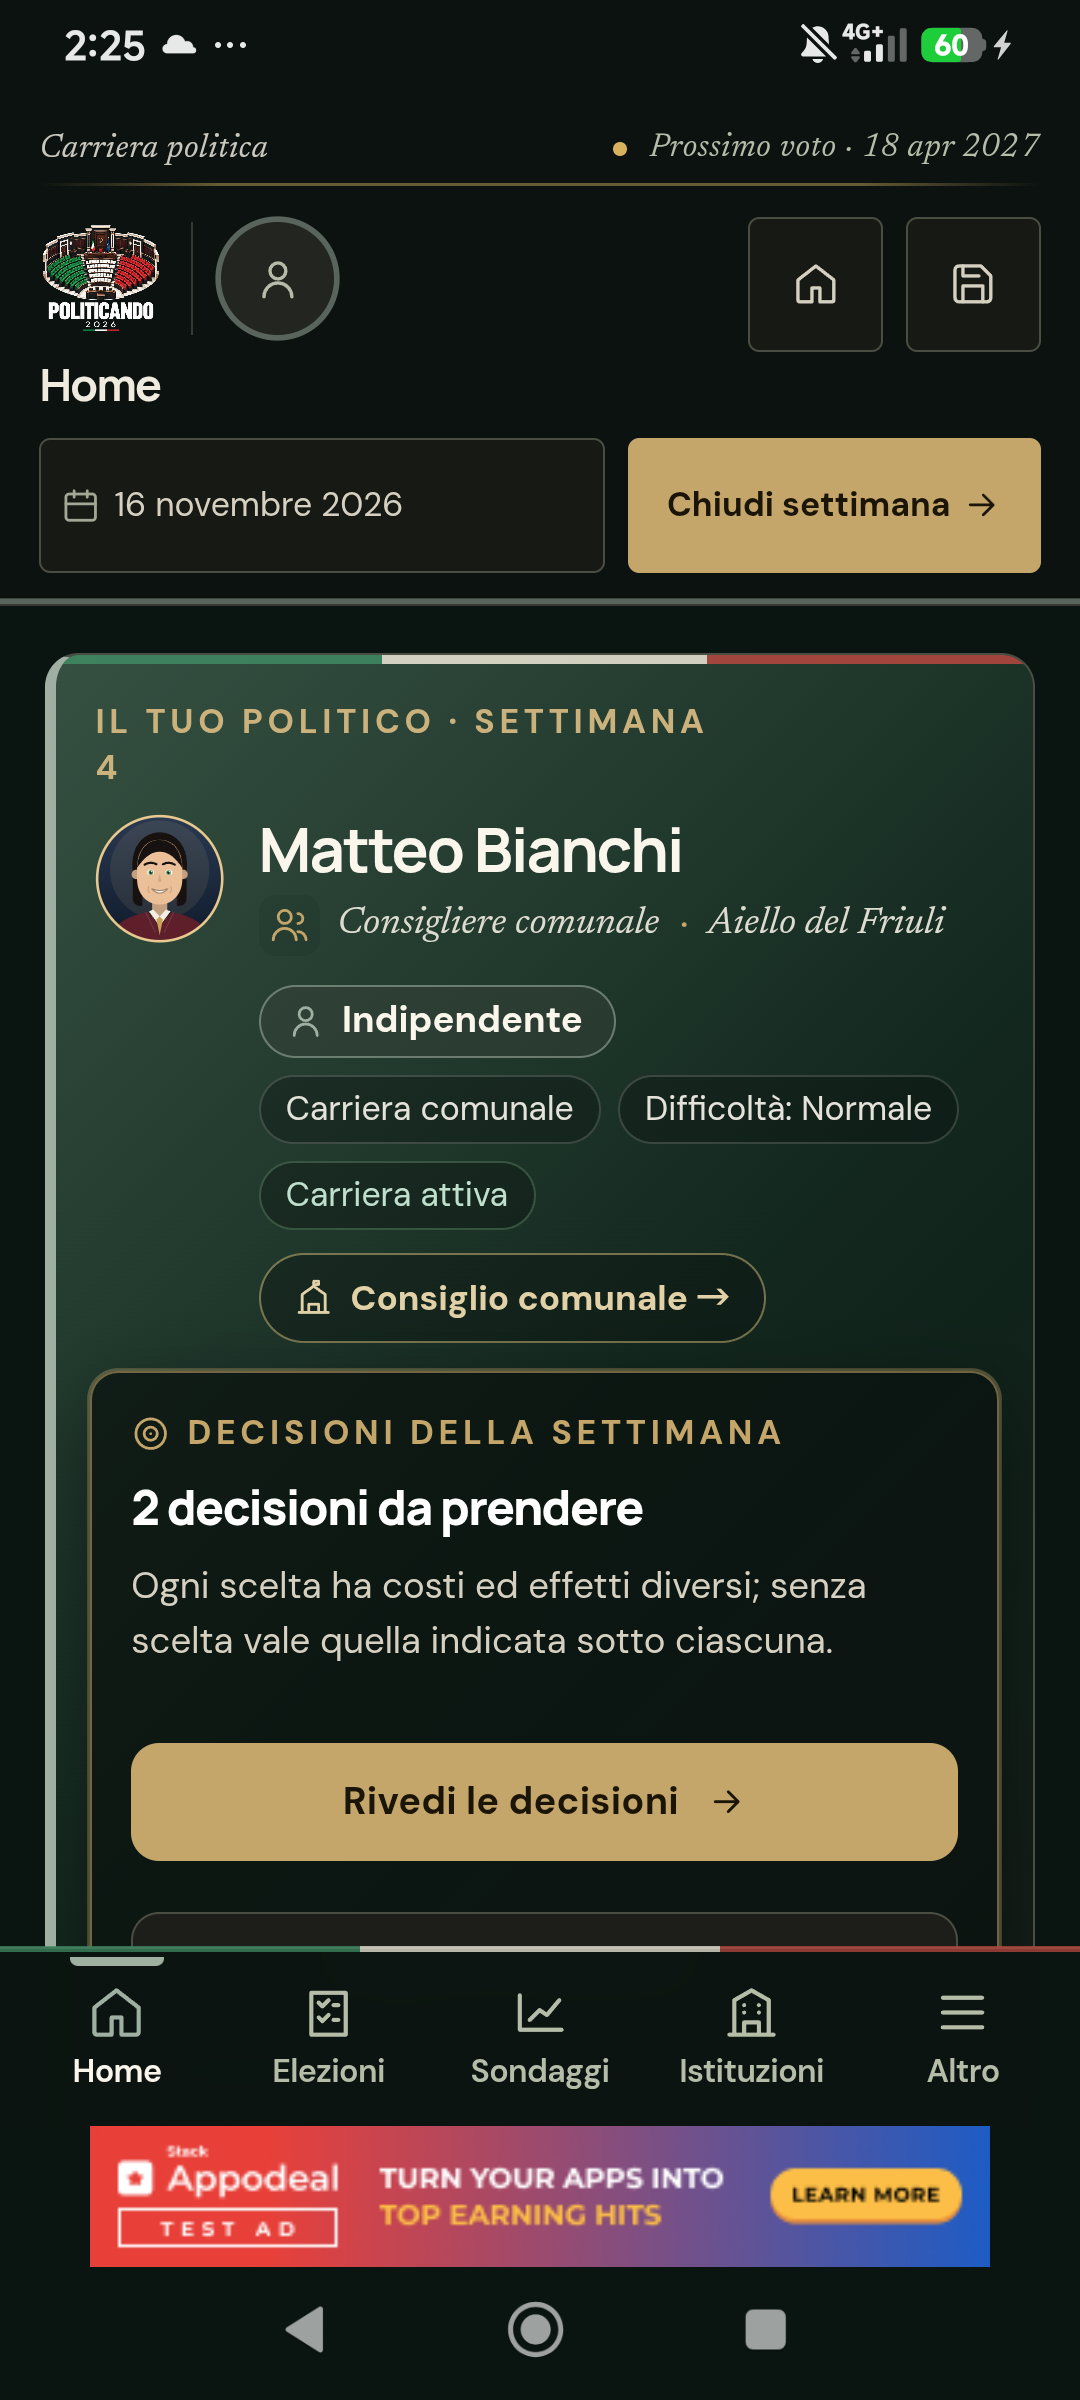 2:25
4G+
60
Carriera politica
Prossimo voto · 18 apr 2027
POLITICANDO
2026
Home
16 novembre 2026
Chiudi settimana →
IL TUO POLITICO · SETTIMANA
4
Matteo Bianchi
Consigliere comunale · Aiello del Friuli
Indipendente
Carriera comunale
Difficoltà: Normale
Carriera attiva
Consiglio comunale →
DECISIONI DELLA SETTIMANA
2 decisioni da prendere
Ogni scelta ha costi ed effetti diversi; senza
scelta vale quella indicata sotto ciascuna.
Rivedi le decisioni →
Home
Elezioni
Sondaggi
Istituzioni
Altro
Stack
Appodeal
TEST AD
TURN YOUR APPS INTO
TOP EARNING HITS
LEARN MORE